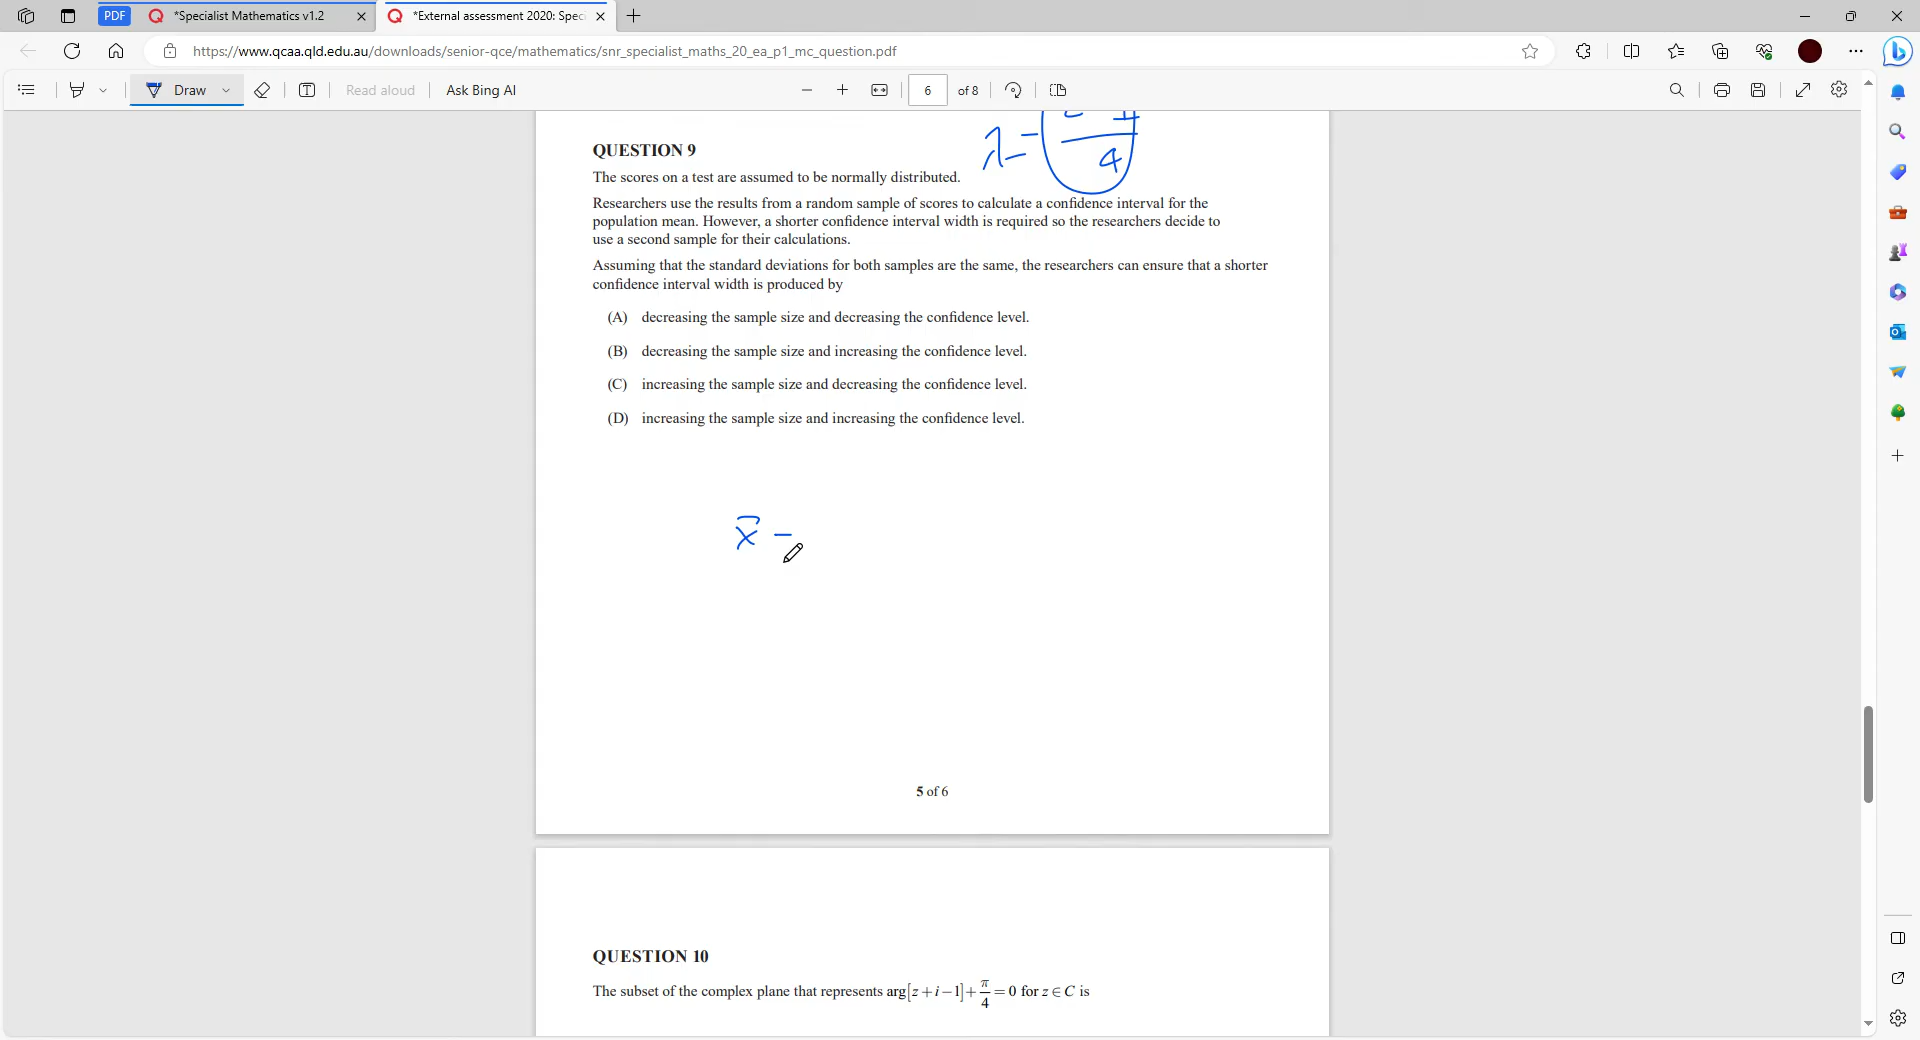 PDF
*Specialist Mathematics v1.2
*External assessment 2020: Spec
https://www.qcaa.qld.edu.au/downloads/senior-qce/mathematics/snr_specialist_maths_20_ea_p1_mc_question.pdf
Draw
Read aloud
Ask Bing AI
6
of 8
λ =
4
QUESTION 9
The scores on a test are assumed to be normally distributed.
Researchers use the results from a random sample of scores to calculate a confidence interval for the
population mean. However, a shorter confidence interval width is required so the researchers decide to
use a second sample for their calculations.
Assuming that the standard deviations for both samples are the same, the researchers can ensure that a shorter
confidence interval width is produced by
(A) decreasing the sample size and decreasing the confidence level.
(B) decreasing the sample size and increasing the confidence level.
(C) increasing the sample size and decreasing the confidence level.
(D) increasing the sample size and increasing the confidence level.
x̄ −
5 of 6
QUESTION 10
The subset of the complex plane that represents arg[z+i−1]+π/4=0 for z∈C is